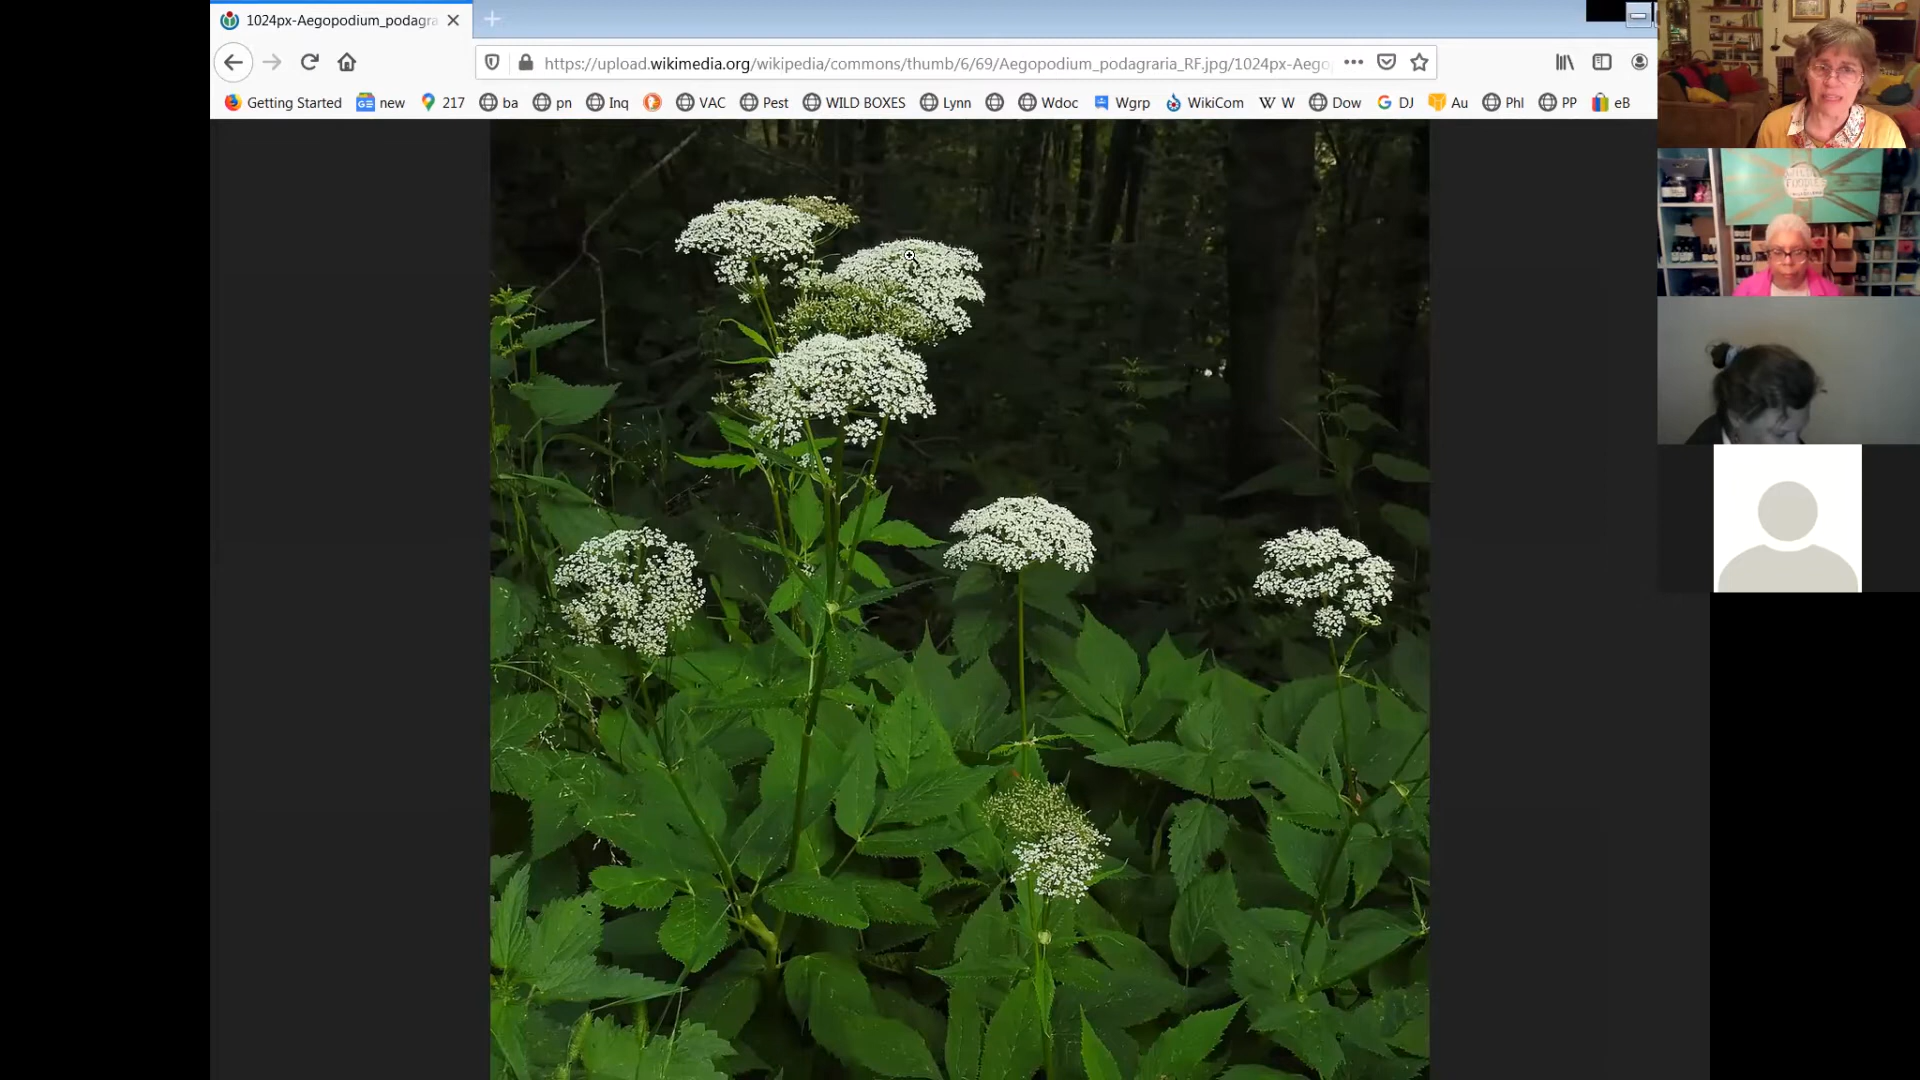 1024px-Aegopodium_podagra
https://upload.wikimedia.org/wikipedia/commons/thumb/6/69/Aegopodium_podagraria_RF.jpg/1024px-Aego
Getting Started new 217 ba pn Inq VAC Pest WILD BOXES Lynn Wdoc Wgrp WikiCom W W Dow G DJ Au Phl PP eB